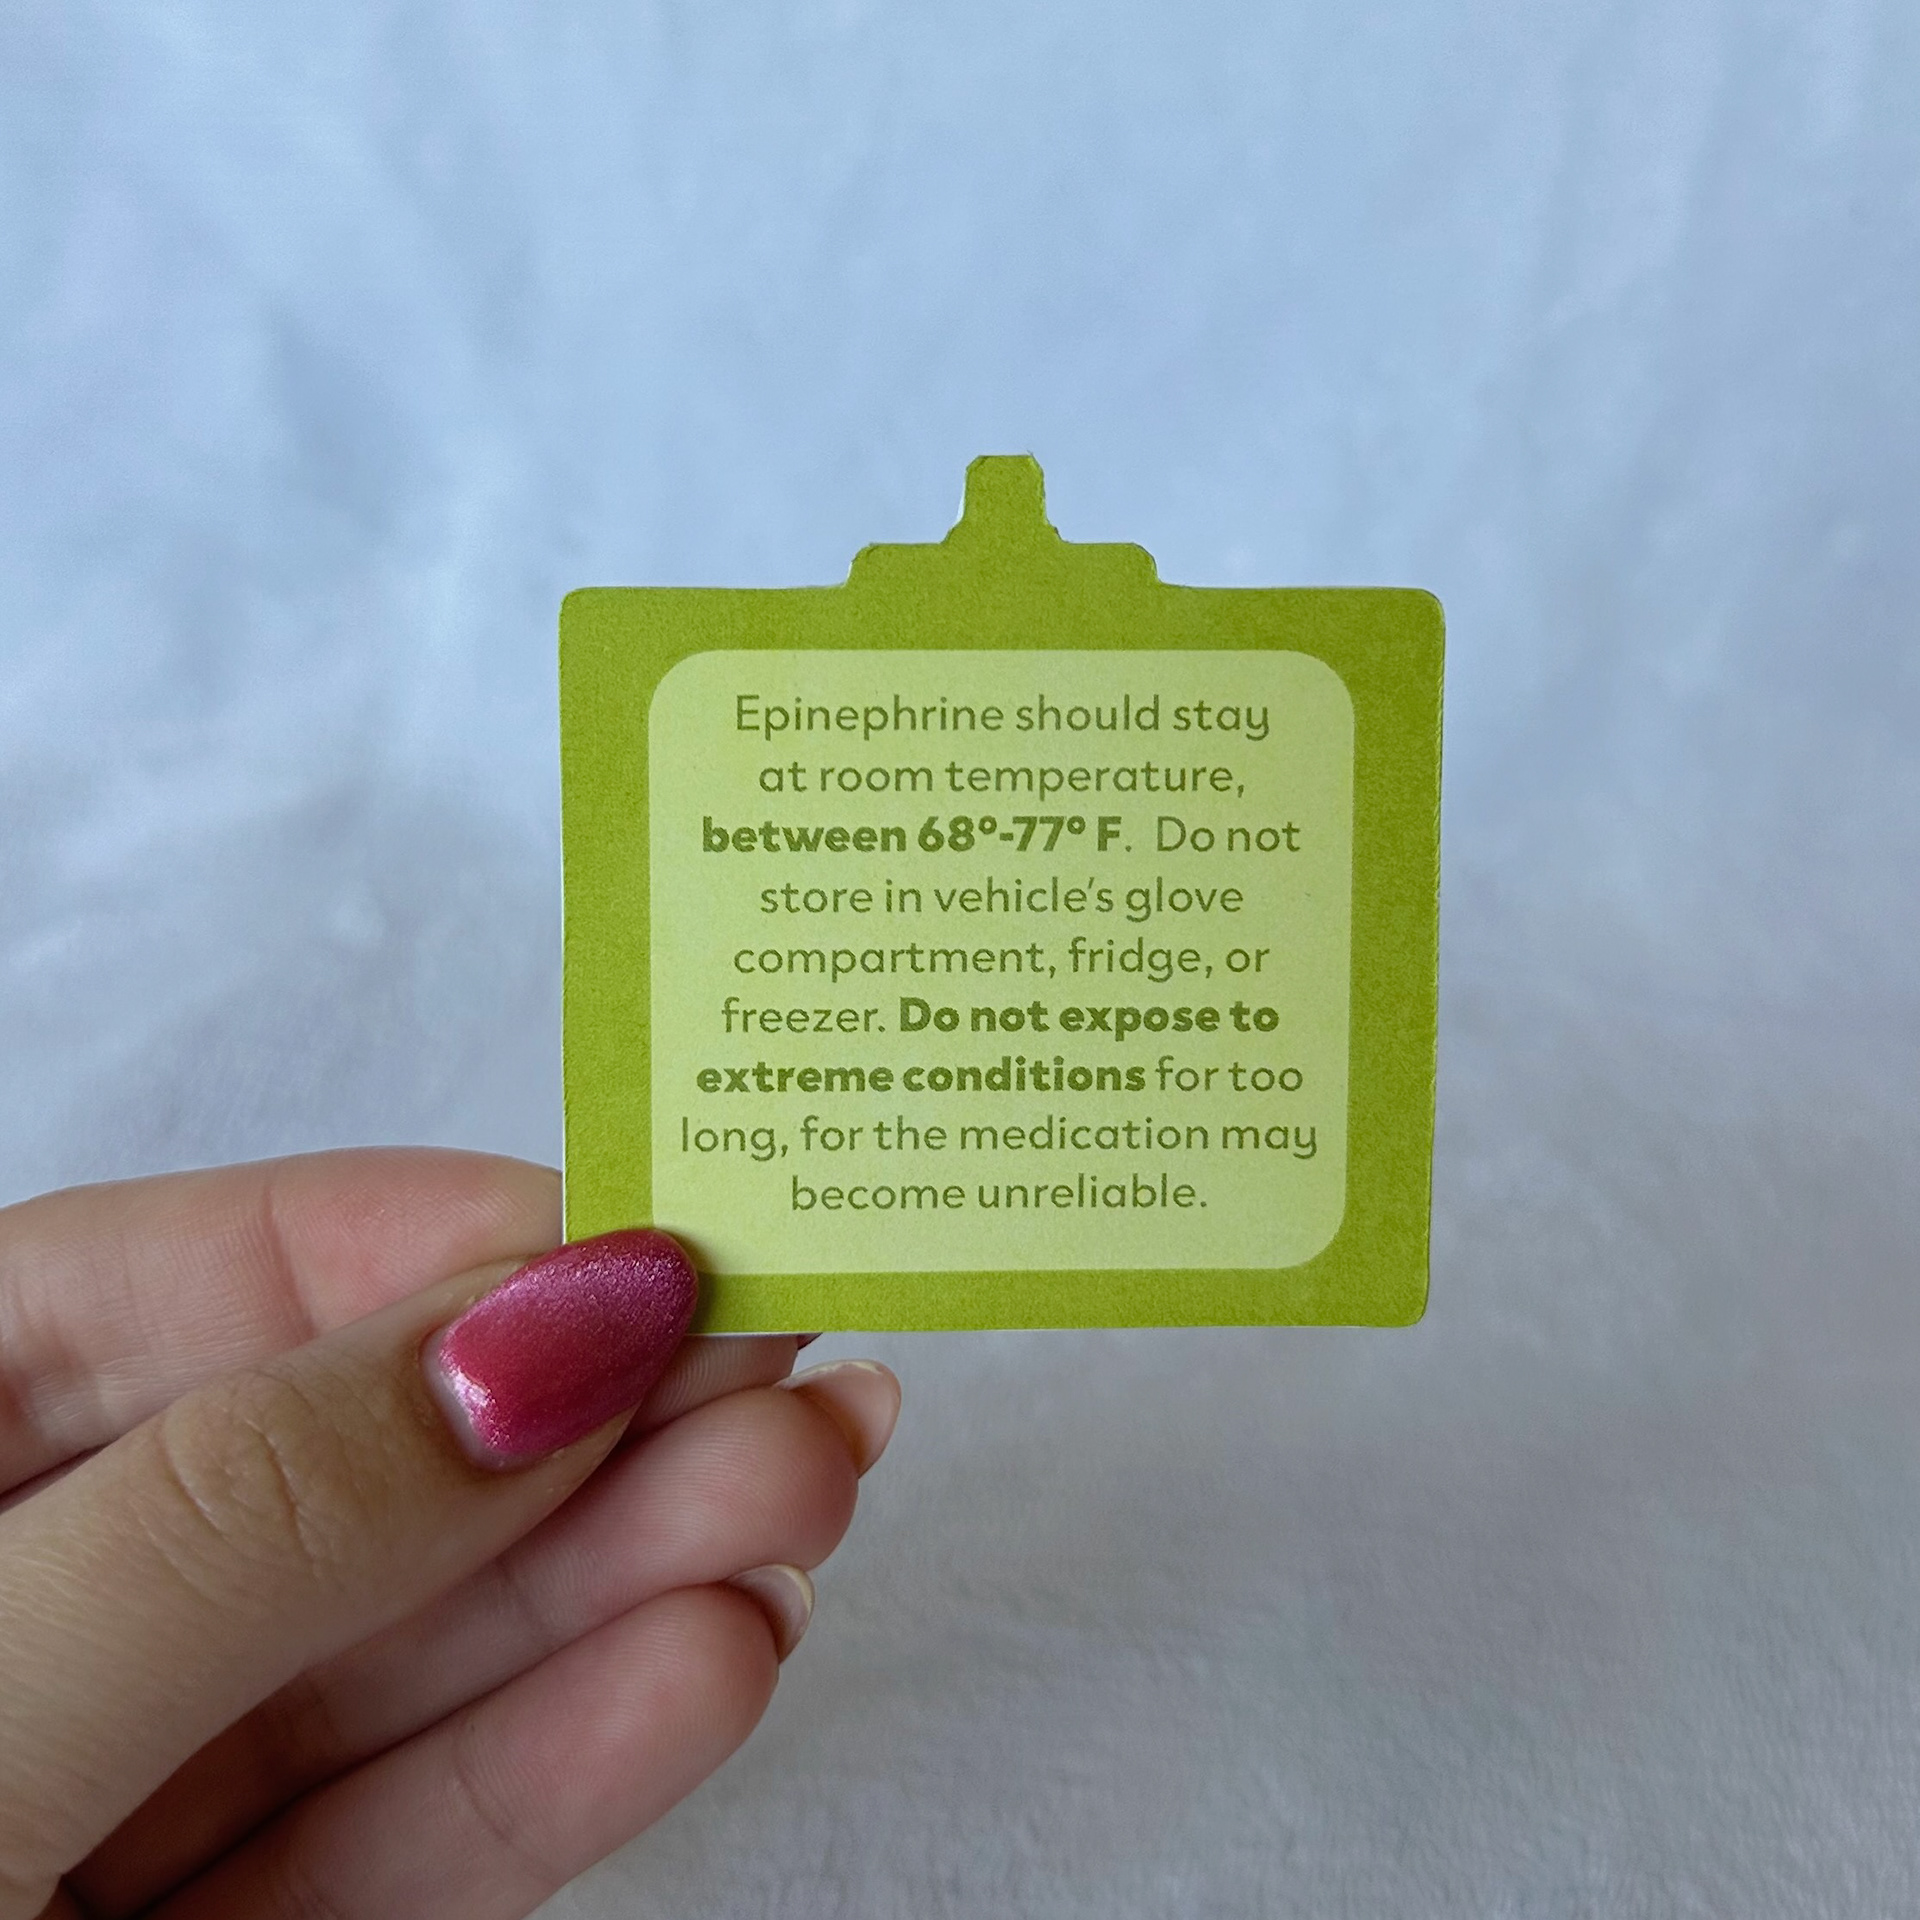 Epinephrine should stay
at room temperature,
between 68°-77° F. Do not
store in vehicle's glove
compartment, fridge, or
freezer. Do not expose to
extreme conditions for too
long, for the medication may
become unreliable.